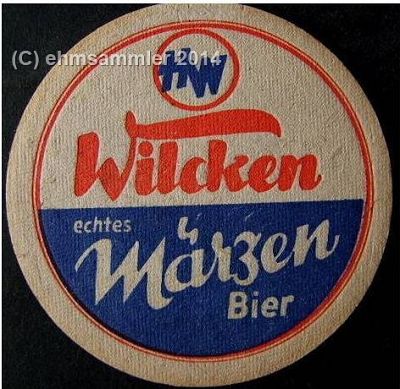 (C) ehmsammler 2014
HW
Wilcken
echtes
Märzen
Bier